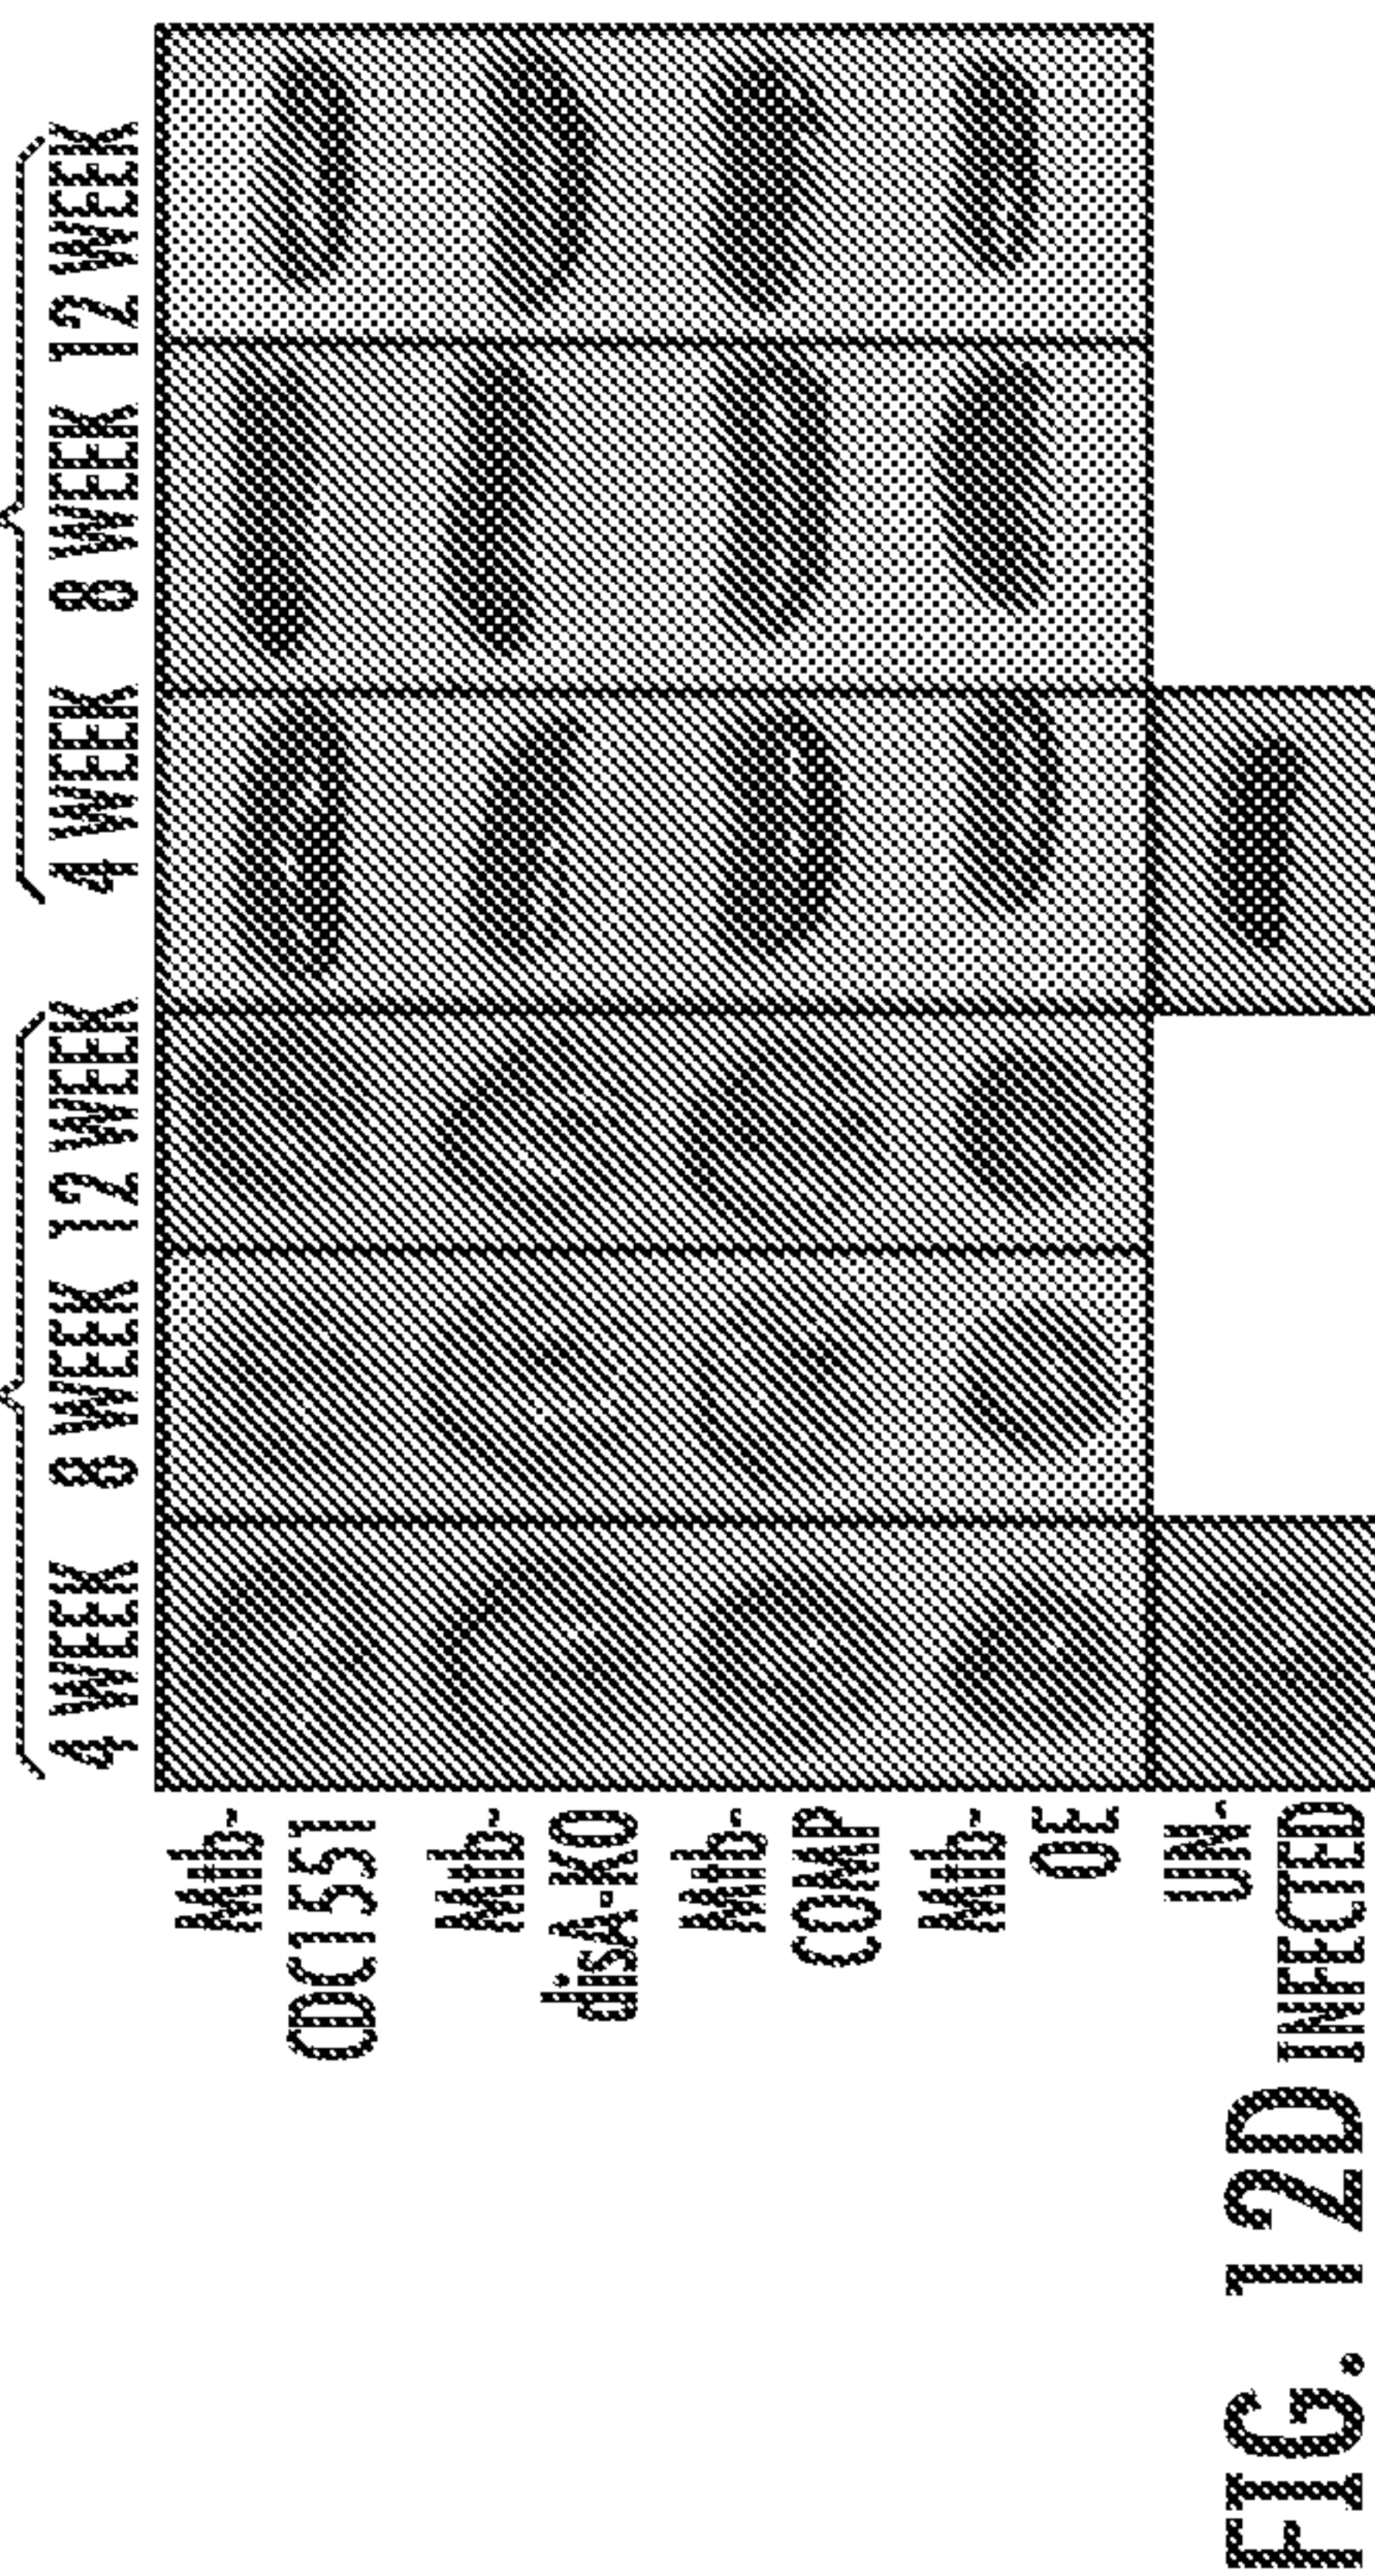 4 WEEK 8 WEEK 12 WEEK 4 WEEK 8 WEEK 12 WEEK
Mtb-
CDC1551
Mtb-
disA-KO
Mtb-
COMP
Mtb-
OE
UN-
INFECTED
FIG. 12D